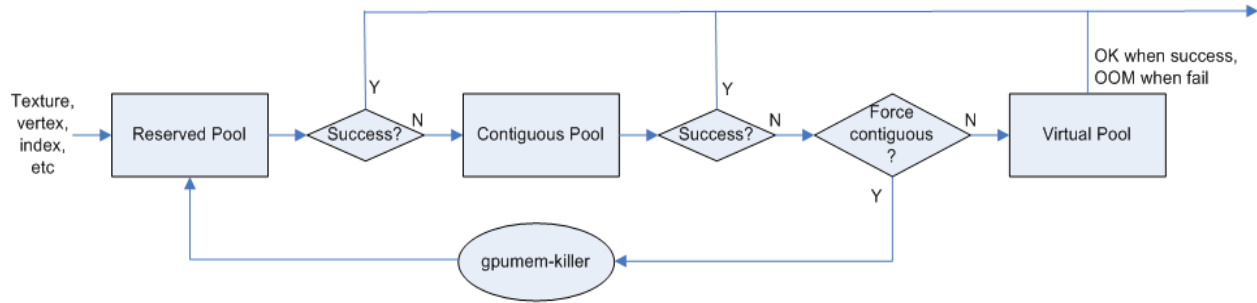 Texture,
vertex,
index,
etc
Reserved Pool
Success?
Y
N
Contiguous Pool
Success?
Y
N
Force
contiguous
?
N
Y
Virtual Pool
OK when success,
OOM when fail
gpumem-killer